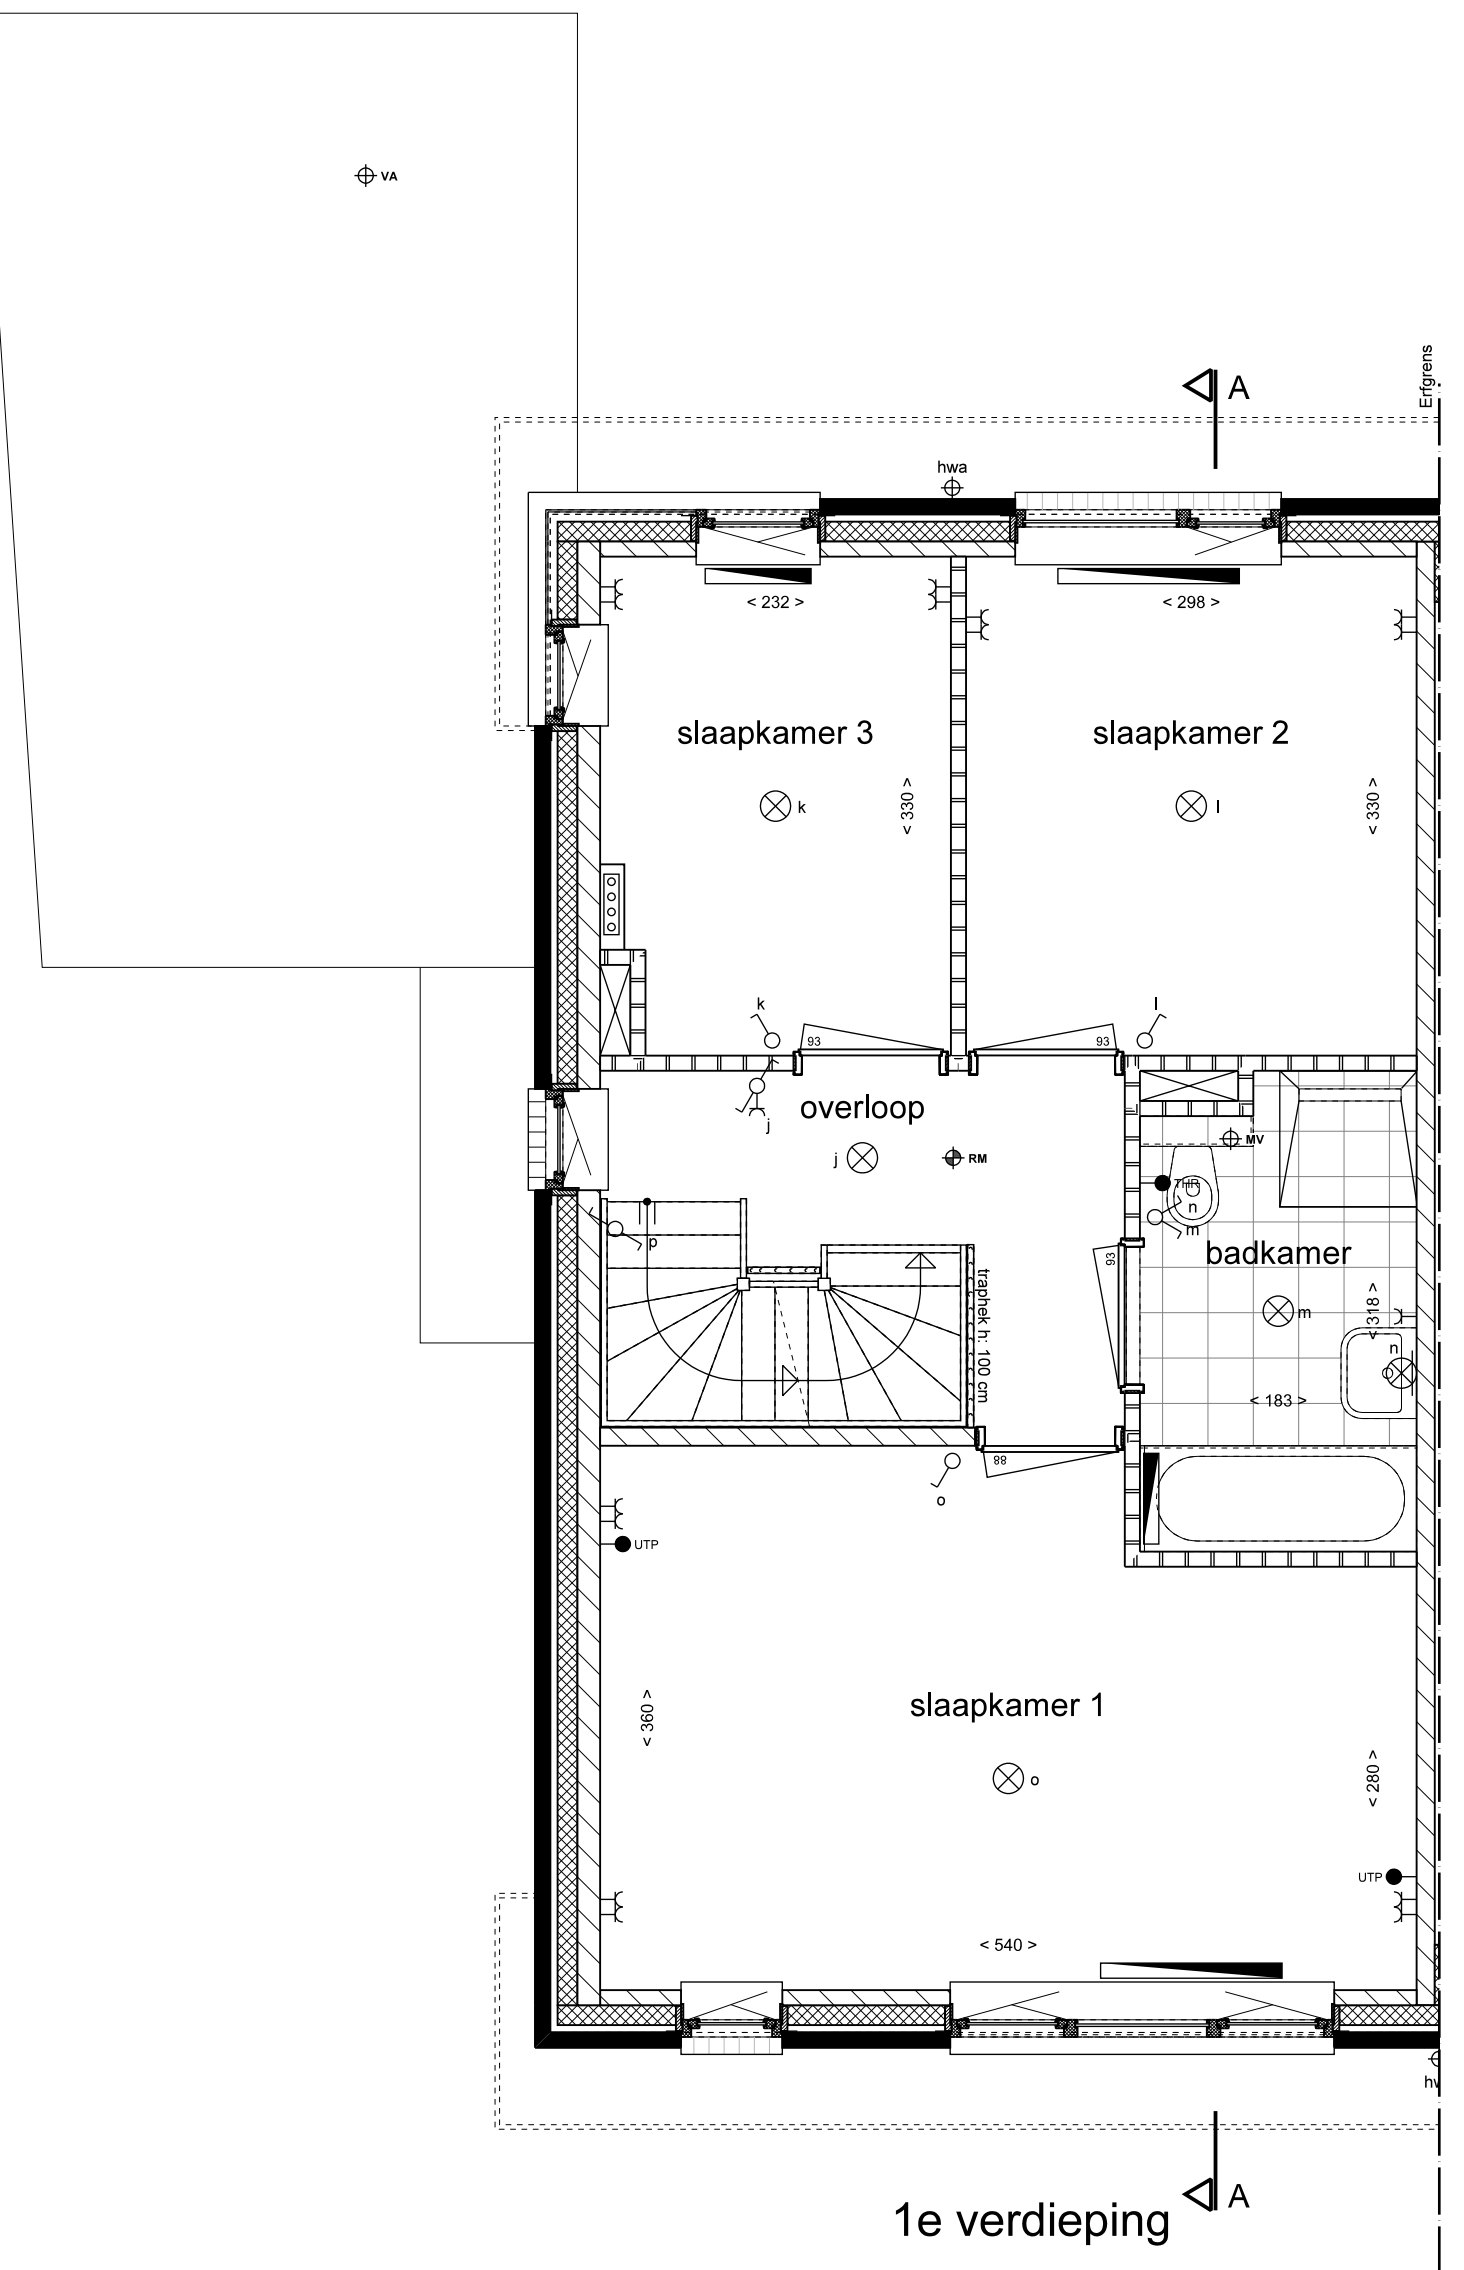 VA
Erfgrens
A
hwa
< 232 >
< 298 >
slaapkamer 3
slaapkamer 2
k
< 330 >
l
< 330 >
k
l
93
93
overloop
j
j
RM
MV
THR
n
m
p
badkamer
93
traphek h: 100 cm
m
< 318 >
n
< 183 >
88
o
UTP
slaapkamer 1
< 360 >
o
< 280 >
UTP
< 540 >
A
1e verdieping